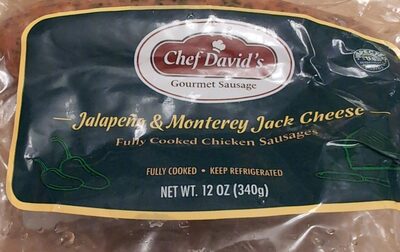 Chef David's
Gourmet Sausage
Jalapeño & Monterey Jack Cheese
Fully Cooked Chicken Sausages
FULLY COOKED • KEEP REFRIGERATED
NET WT. 12 OZ (340g)